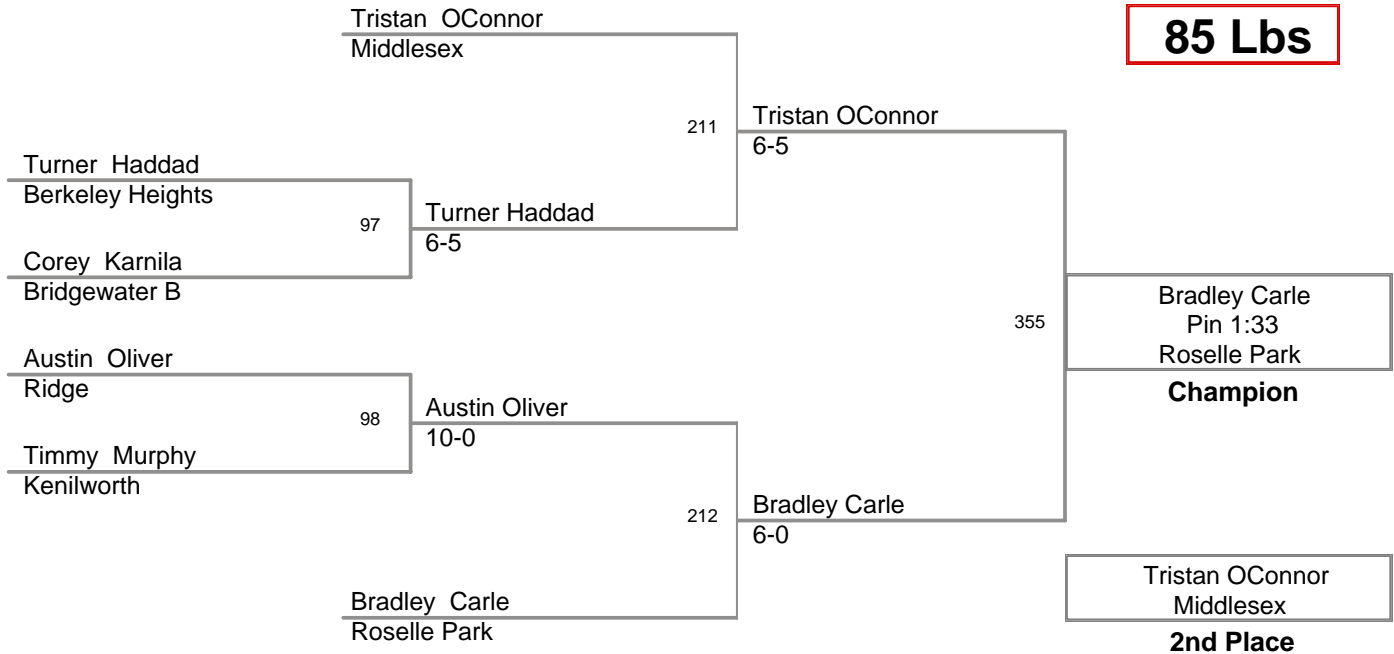 Tristan OConnor
Middlesex
85 Lbs
211
Tristan OConnor
6-5
Turner Haddad
Berkeley Heights
97
Turner Haddad
6-5
Corey Karnila
Bridgewater B
355
Bradley Carle
Pin 1:33
Roselle Park
Champion
Austin Oliver
Ridge
98
Austin Oliver
10-0
Timmy Murphy
Kenilworth
212
Bradley Carle
6-0
Bradley Carle
Roselle Park
Tristan OConnor
Middlesex
2nd Place